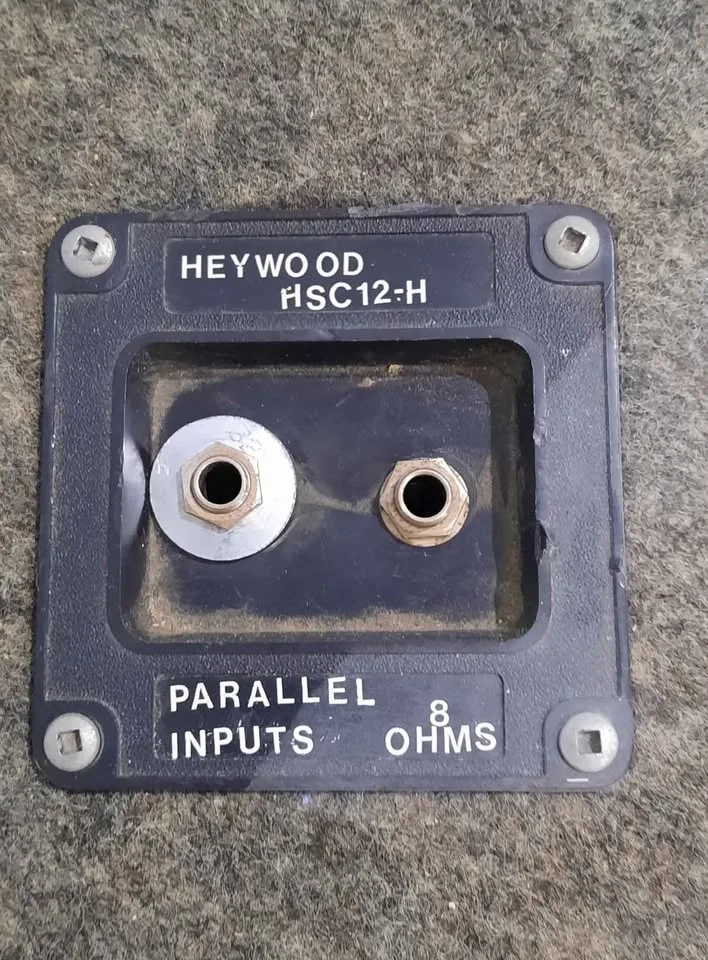 HEYWOOD
HSC12-H
PARALLEL
INPUTS
8
OHMS